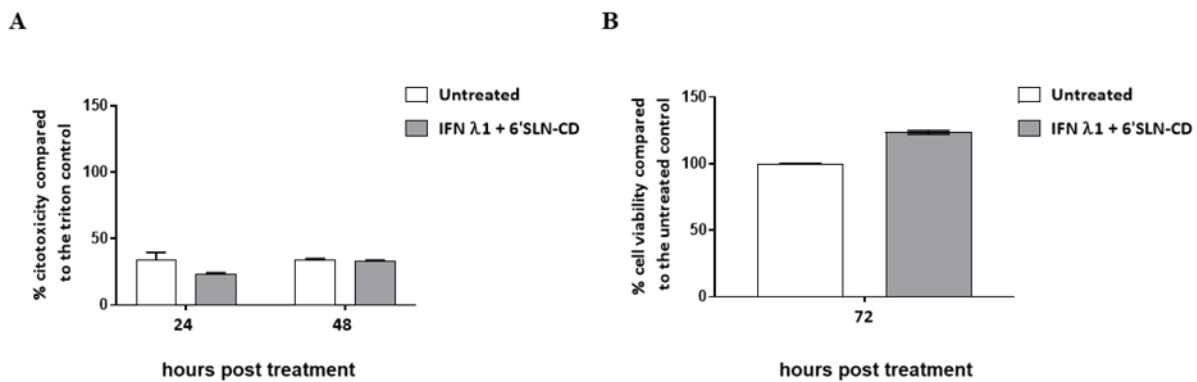 A
% citotoxicity compared
to the triton control
150
100
50
0
24
48
hours post treatment
Untreated
IFN λ1 + 6'SLN-CD
B
% cell viability compared
to the untreated control
150
100
50
0
72
hours post treatment
Untreated
IFN λ1 + 6'SLN-CD